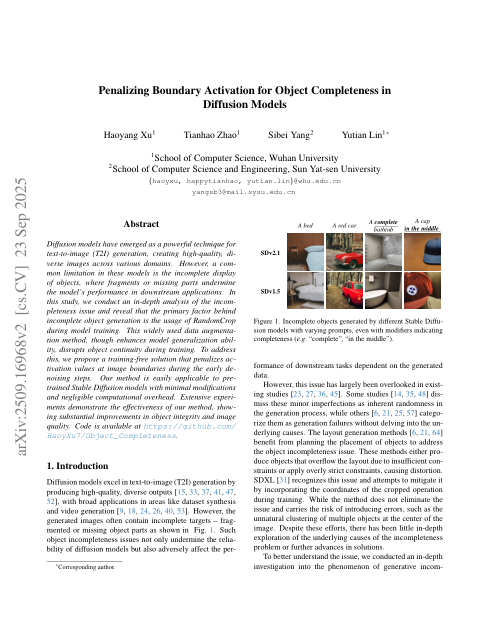 arXiv:2509.16968v2 [cs.CV] 23 Sep 2025
Penalizing Boundary Activation for Object Completeness in
Diffusion Models
Haoyang Xu1 Tianhao Zhao1 Sibei Yang2 Yutian Lin1*
1School of Computer Science, Wuhan University
2School of Computer Science and Engineering, Sun Yat-sen University
{haoyxu, happytianhao, yutian.lin}@whu.edu.cn
yangsb3@mail.sysu.edu.cn
Abstract
Diffusion models have emerged as a powerful technique for
text-to-image (T2I) generation, creating high-quality, di-
verse images across various domains. However, a com-
mon limitation in these models is the incomplete display
of objects, where fragments or missing parts undermine
the model's performance in downstream applications. In
this study, we conduct an in-depth analysis of the incom-
pleteness issue and reveal that the primary factor behind
incomplete object generation is the usage of RandomCrop
during model training. This widely used data augmenta-
tion method, though enhances model generalization abil-
ity, disrupts object continuity during training. To address
this, we propose a training-free solution that penalizes ac-
tivation values at image boundaries during the early de-
noising steps. Our method is easily applicable to pre-
trained Stable Diffusion models with minimal modifications
and negligible computational overhead. Extensive experi-
ments demonstrate the effectiveness of our method, show-
ing substantial improvements in object integrity and image
quality. Code is available at https://github.com/
HaoyXu7/Object_Completeness.
1. Introduction
Diffusion models excel in text-to-image (T2I) generation by
producing high-quality, diverse outputs [15, 33, 37, 41, 47,
52], with broad applications in areas like dataset synthesis
and video generation [9, 18, 24, 26, 40, 53]. However, the
generated images often contain incomplete targets – frag-
mented or missing object parts as shown in Fig. 1. Such
object incompleteness issues not only undermine the relia-
bility of diffusion models but also adversely affect the per-
*Corresponding author.
A bed A red car A complete bathtub A cap in the middle
SDv2.1
SDv1.5
Figure 1. Incomplete objects generated by different Stable Diffu-
sion models with varying prompts, even with modifiers indicating
completeness (e.g. “complete”, “in the middle”).
formance of downstream tasks dependent on the generated
data.
However, this issue has largely been overlooked in exist-
ing studies [23, 27, 36, 45]. Some studies [14, 35, 48] dis-
miss these minor imperfections as inherent randomness in
the generation process, while others [6, 21, 25, 57] catego-
rize them as generation failures without delving into the un-
derlying causes. The layout generation methods [6, 21, 64]
benefit from planning the placement of objects to address
the object incompleteness issue. These methods either pro-
duce objects that overflow the layout due to insufficient con-
straints or apply overly strict constraints, causing distortion.
SDXL [31] recognizes this issue and attempts to mitigate it
by incorporating the coordinates of the cropped operation
during training. While the method does not eliminate the
issue and carries the risk of introducing errors, such as the
unnatural clustering of multiple objects at the center of the
image. Despite these efforts, there has been little in-depth
exploration of the underlying causes of the incompleteness
problem or further advances in solutions.
To better understand the issue, we conducted an in-depth
investigation into the phenomenon of generative incom-